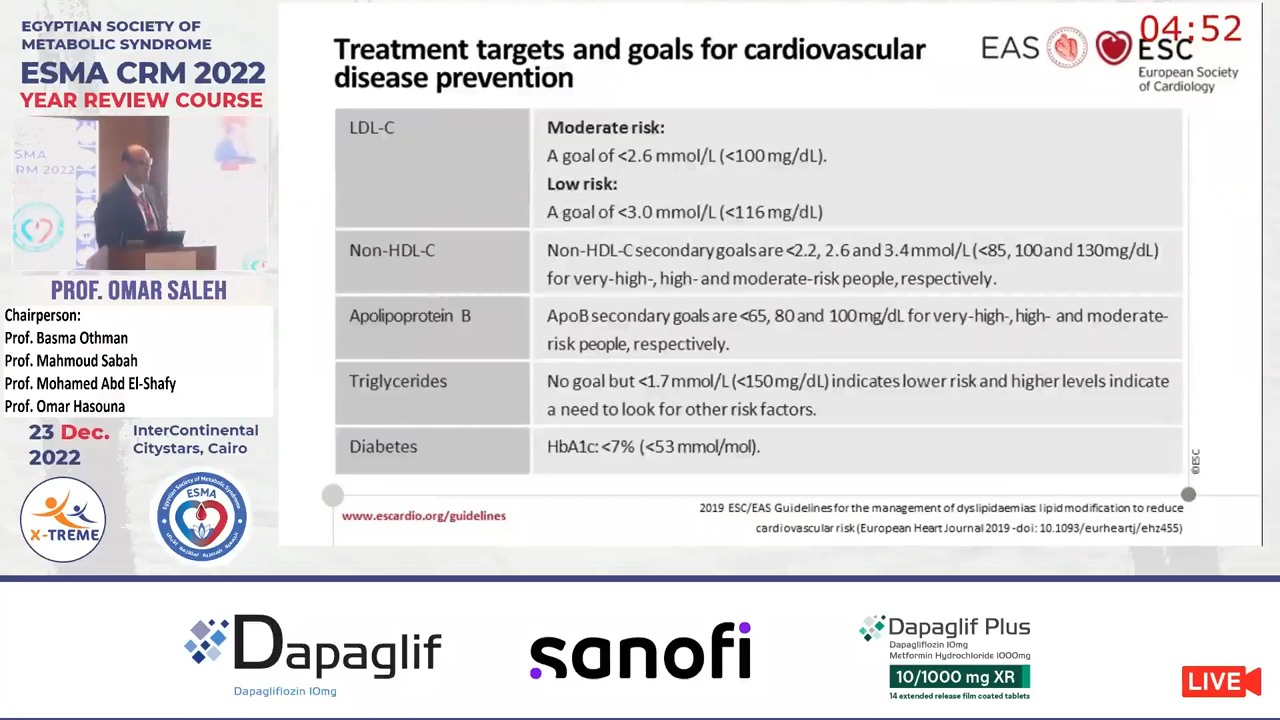 EGYPTIAN SOCIETY OF
METABOLIC SYNDROME
ESMA CRM 2022
YEAR REVIEW COURSE
SMA
RM 2022
PROF. OMAR SALEH
Chairperson:
Prof. Basma Othman
Prof. Mahmoud Sabah
Prof. Mohamed Abd El-Shafy
Prof. Omar Hasouna
23 Dec.
2022
InterContinental
Citystars, Cairo
X-TREME
Egyptian Society of Metabolic Syndrome
ESMA
Treatment targets and goals for cardiovascular
disease prevention
EAS
04:52
ESC
European Society
of Cardiology
LDL-C
Moderate risk:
A goal of <2.6 mmol/L (<100 mg/dL).
Low risk:
A goal of <3.0 mmol/L (<116 mg/dL)
Non-HDL-C
Non-HDL-C secondary goals are <2.2, 2.6 and 3.4 mmol/L (<85, 100 and 130mg/dL)
for very-high-, high- and moderate-risk people, respectively.
Apolipoprotein B
ApoB secondary goals are <65, 80 and 100 mg/dL for very-high-, high- and moderate-
risk people, respectively.
Triglycerides
No goal but <1.7 mmol/L (<150 mg/dL) indicates lower risk and higher levels indicate
a need to look for other risk factors.
Diabetes
HbA1c: <7% (<53 mmol/mol).
©ESC
www.escardio.org/guidelines
2019 ESC/EAS Guidelines for the management of dyslipidaemias: lipid modification to reduce
cardiovascular risk (European Heart Journal 2019 -doi: 10.1093/eurheartj/ehz455)
Dapaglif
Dapagliflozin 10mg
sanofi
Dapaglif Plus
Dapagliflozin 10mg
Metformin Hydrochloride 1000mg
10/1000 mg XR
14 extended release film coated tablets
LIVE